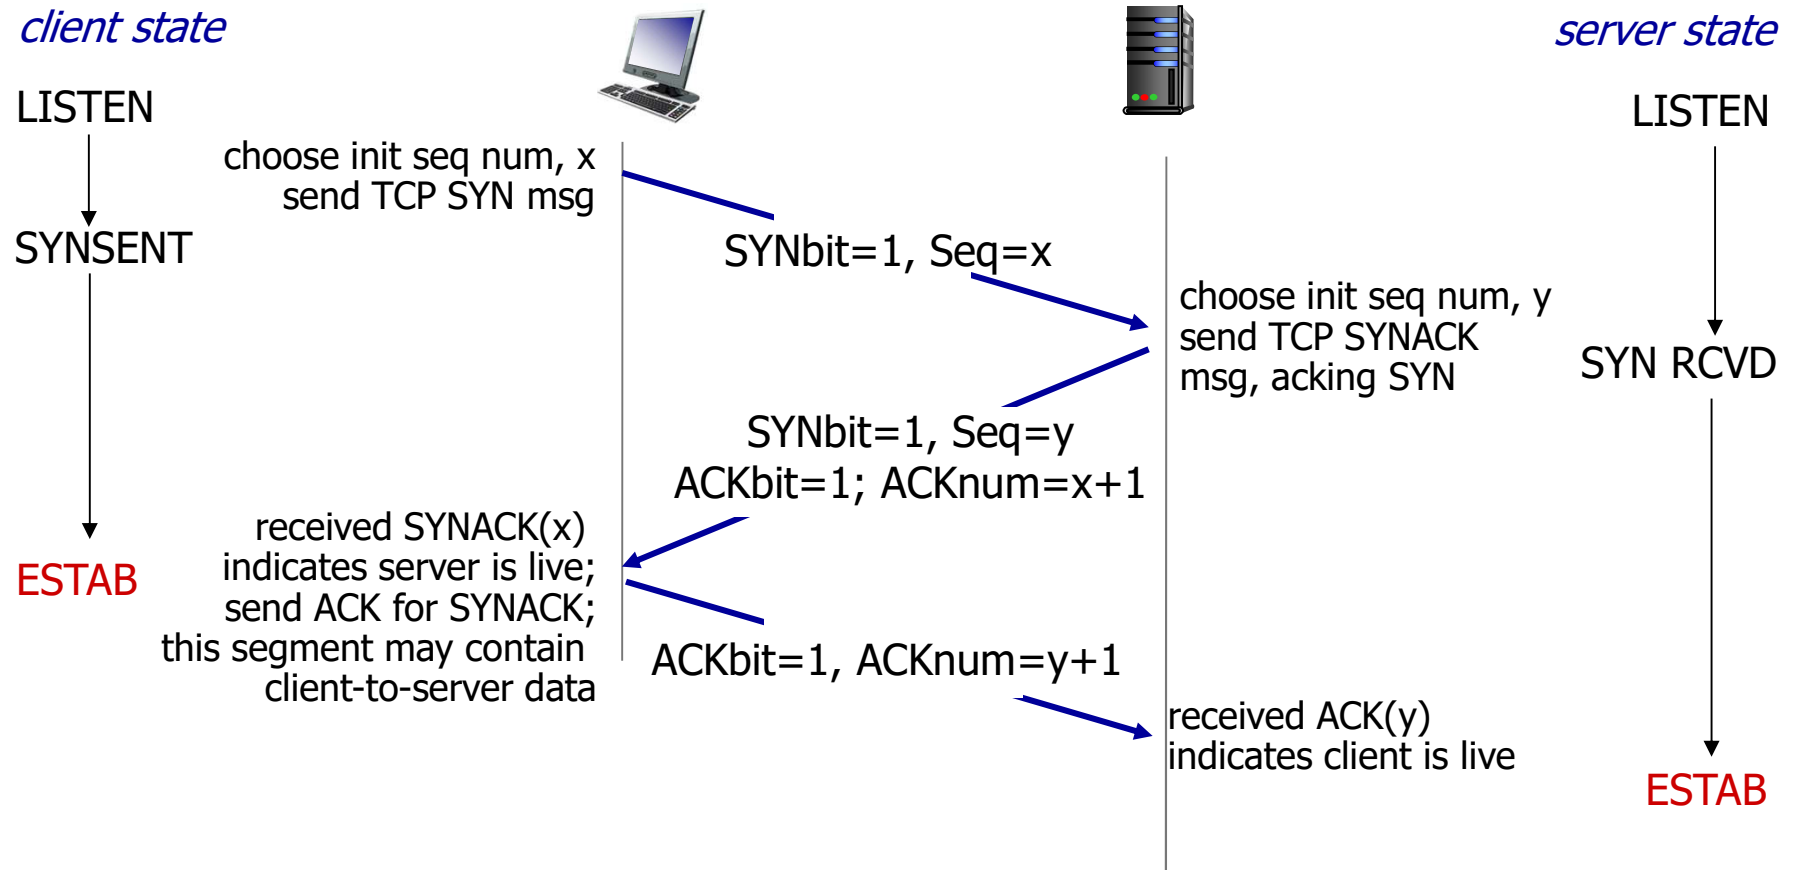 client state
server state
LISTEN
LISTEN
choose init seq num, x
send TCP SYN msg
SYNSENT
SYNbit=1, Seq=x
choose init seq num, y
send TCP SYNACK
msg, acking SYN
SYN RCVD
SYNbit=1, Seq=y
ACKbit=1; ACKnum=x+1
received SYNACK(x)
indicates server is live;
send ACK for SYNACK;
this segment may contain
client-to-server data
ESTAB
ACKbit=1, ACKnum=y+1
received ACK(y)
indicates client is live
ESTAB